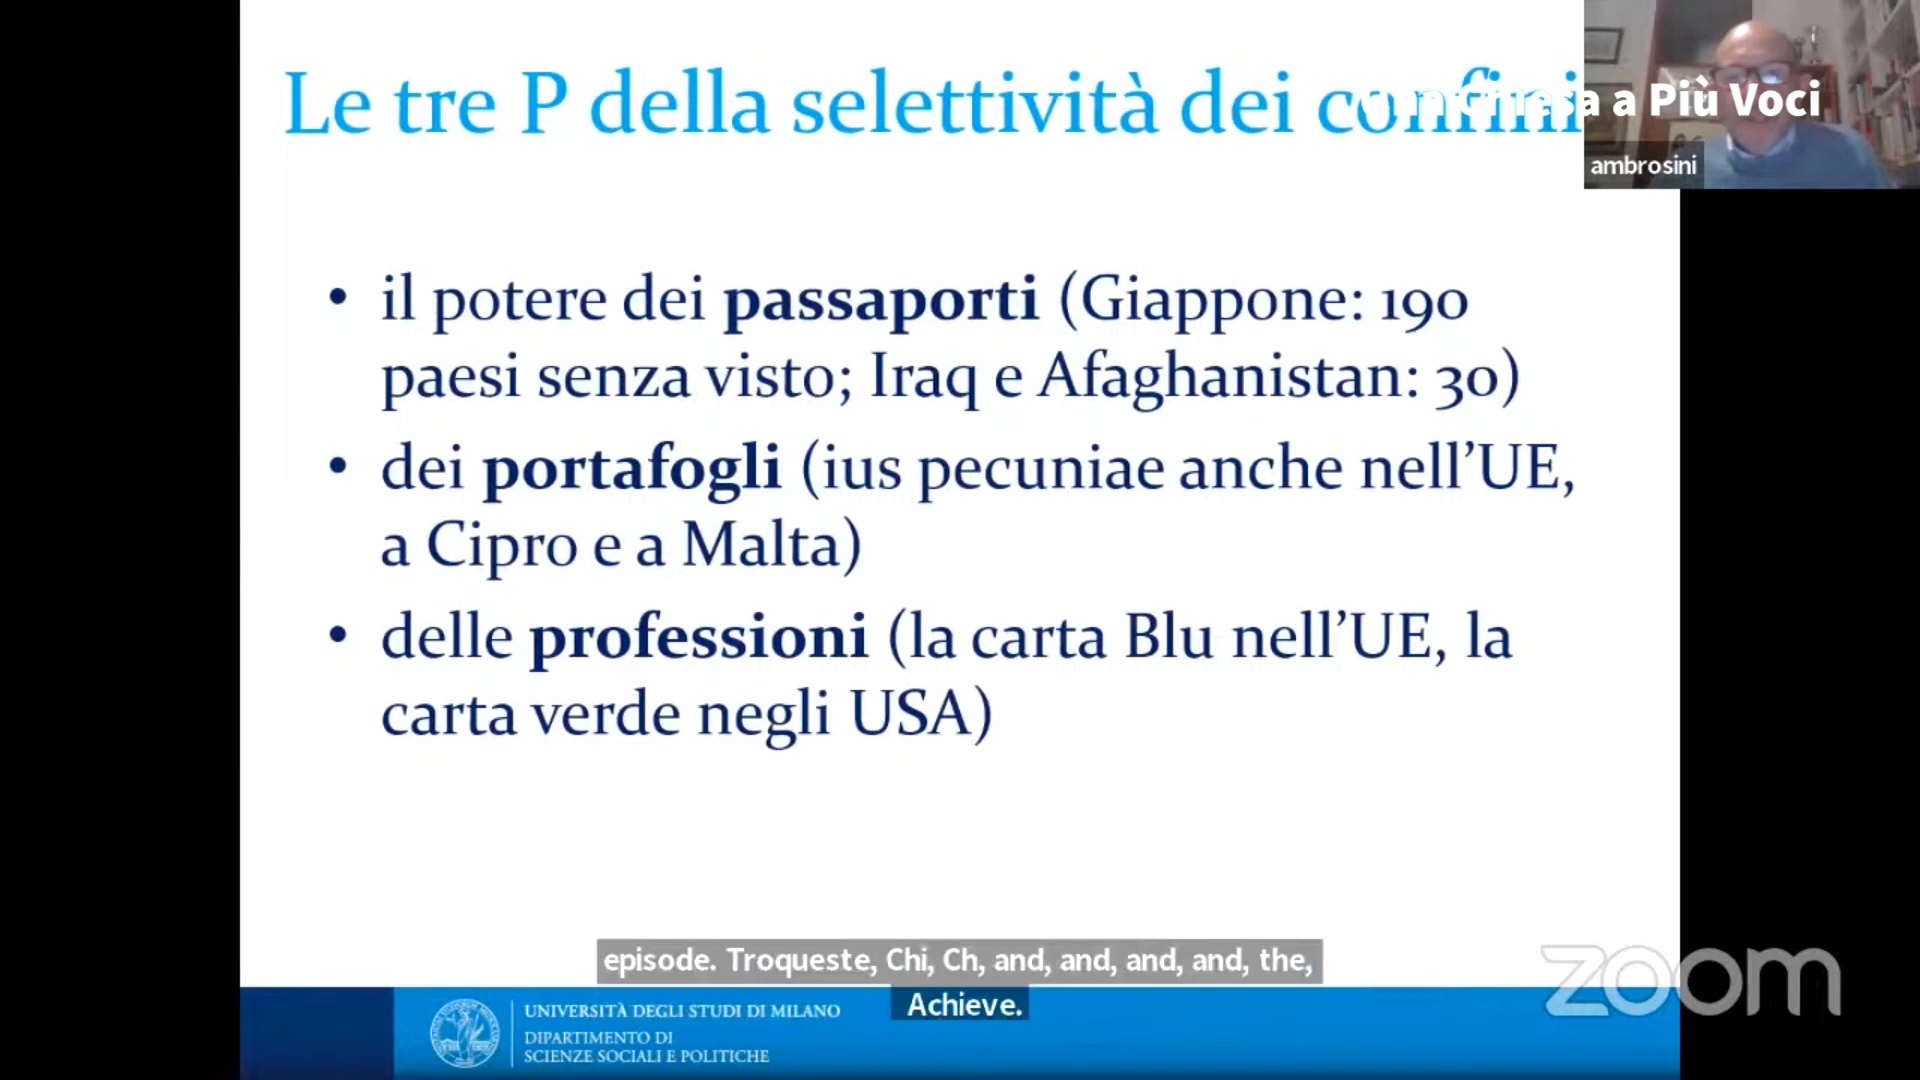 Le tre P della selettività dei confini
a Più Voci
ambrosini
• il potere dei passaporti (Giappone: 190
paesi senza visto; Iraq e Afaghanistan: 30)
• dei portafogli (ius pecuniae anche nell’UE,
a Cipro e a Malta)
• delle professioni (la carta Blu nell’UE, la
carta verde negli USA)
episode. Troqueste, Chi, Ch, and, and, and, and, the,
Achieve.
zoom
UNIVERSITÀ DEGLI STUDI DI MILANO
DIPARTIMENTO DI
SCIENZE SOCIALI E POLITICHE